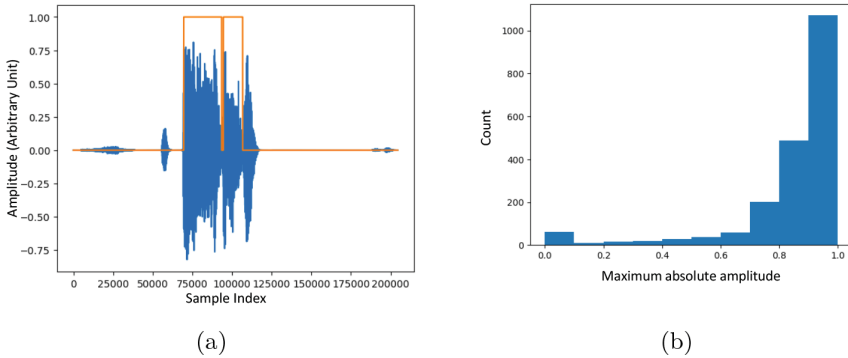 1.00
0.75
0.50
0.25
0.00
−0.25
−0.50
−0.75
Amplitude (Arbitrary Unit)
0 25000 50000 75000 100000 125000 150000 175000 200000
Sample Index
(a)
1000
800
600
400
200
0
Count
0.0 0.2 0.4 0.6 0.8 1.0
Maximum absolute amplitude
(b)